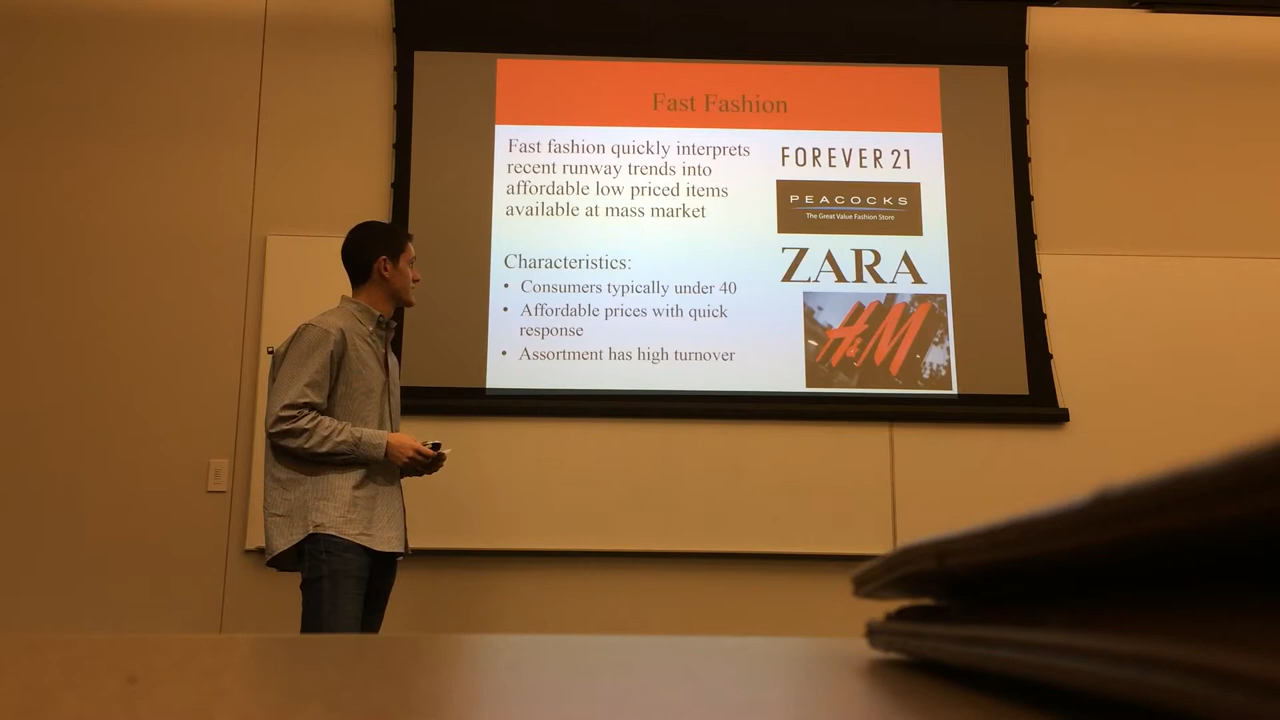 Fast Fashion
Fast fashion quickly interprets
recent runway trends into
affordable low priced items
available at mass market
Characteristics:
• Consumers typically under 40
• Affordable prices with quick
response
• Assortment has high turnover
FOREVER 21
PEACOCKS
The Great Value Fashion Store
ZARA
H&M